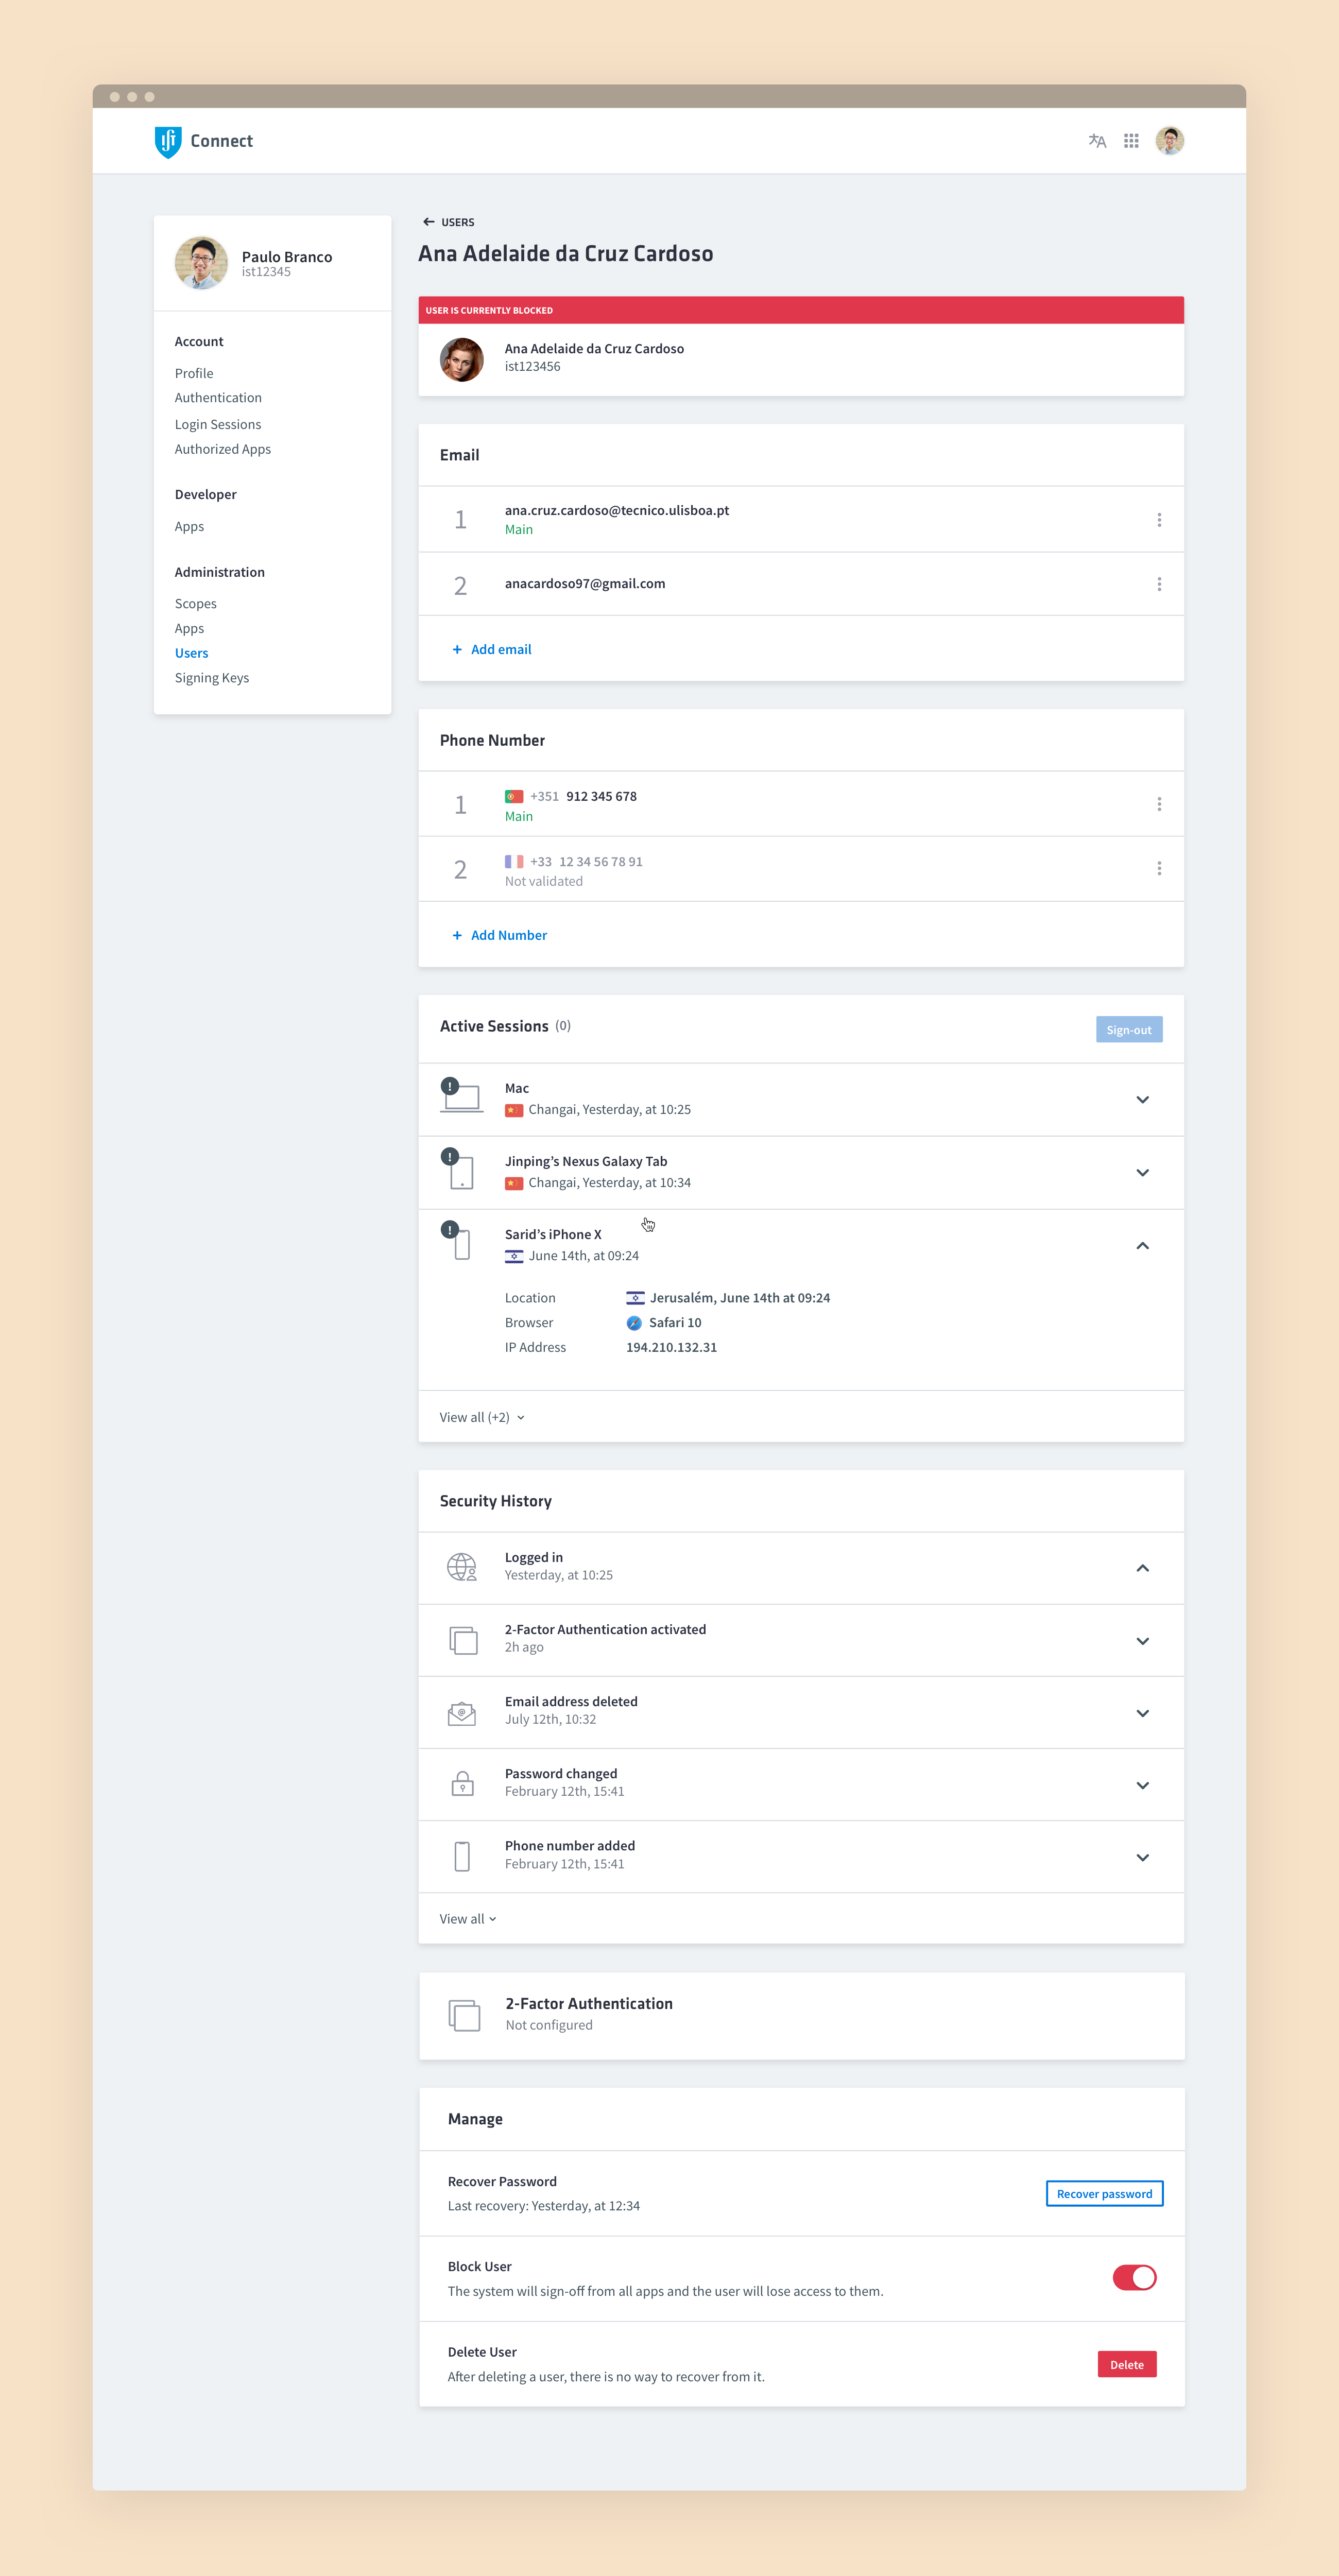 Connect
Paulo Branco
ist12345
Account
Profile
Authentication
Login Sessions
Authorized Apps
Developer
Apps
Administration
Scopes
Apps
Users
Signing Keys
USERS
Ana Adelaide da Cruz Cardoso
USER IS CURRENTLY BLOCKED
Ana Adelaide da Cruz Cardoso
ist123456
Email
1
ana.cruz.cardoso@tecnico.ulisboa.pt
Main
2
anacardoso97@gmail.com
+ Add email
Phone Number
1
+351 912 345 678
Main
2
+33 12 34 56 78 91
Not validated
+ Add Number
Active Sessions (0)
Sign-out
Mac
Changai, Yesterday, at 10:25
Jinping’s Nexus Galaxy Tab
Changai, Yesterday, at 10:34
Sarid’s iPhone X
June 14th, at 09:24
Location Jerusalém, June 14th at 09:24
Browser Safari 10
IP Address 194.210.132.31
View all (+2)
Security History
Logged in
Yesterday, at 10:25
2-Factor Authentication activated
2h ago
Email address deleted
July 12th, 10:32
Password changed
February 12th, 15:41
Phone number added
February 12th, 15:41
View all
2-Factor Authentication
Not configured
Manage
Recover Password
Last recovery: Yesterday, at 12:34
Recover password
Block User
The system will sign-off from all apps and the user will lose access to them.
Delete User
After deleting a user, there is no way to recover from it.
Delete